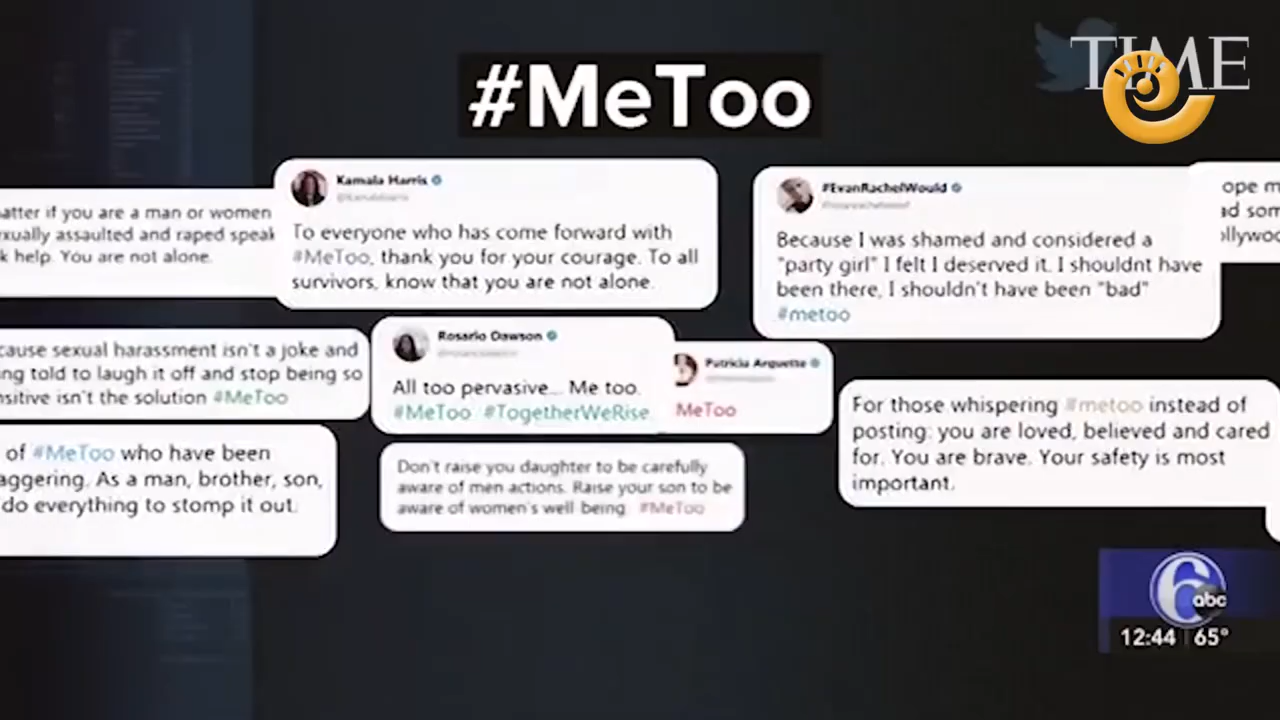 TIME
#MeToo
atter if you are a man or women
xually assaulted and raped speak
k help. You are not alone.
Kamala Harris
To everyone who has come forward with
#MeToo, thank you for your courage. To all
survivors, know that you are not alone.
#EvanRachelWould
Because I was shamed and considered a
"party girl" I felt I deserved it. I shouldnt have
been there, I shouldn't have been "bad"
#metoo
ope m
ad som
ollywoo
cause sexual harassment isn't a joke and
ng told to laugh it off and stop being so
nsitive isn't the solution #MeToo
Rosario Dawson
All too pervasive... Me too.
#MeToo #TogetherWeRise
Patricia Arquette
MeToo
For those whispering #metoo instead of
posting: you are loved, believed and cared
for. You are brave. Your safety is most
important.
of #MeToo who have been
aggering. As a man, brother, son,
do everything to stomp it out.
Don't raise you daughter to be carefully
aware of men actions. Raise your son to be
aware of women's well being #MeToo
6 abc
12:44 65°